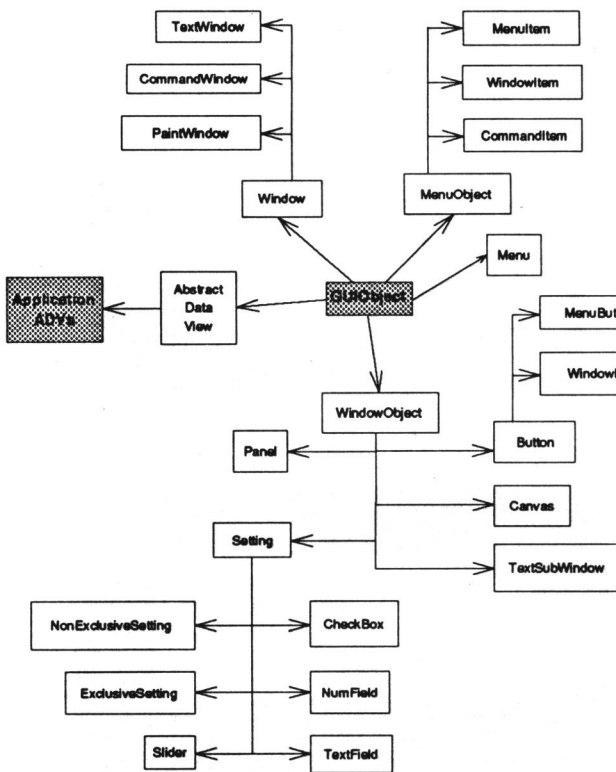 TextWindow
MenuItem
CommandWindow
WindowItem
PaintWindow
CommandItem
Window
MenuObject
Menu
Application
ADVs
Abstract
Data
View
GUIObject
MenuBut
WindowObject
Panel
Button
Canvas
Setting
TextSubWindow
NonExclusiveSetting
CheckBox
ExclusiveSetting
NumField
Slider
TextField